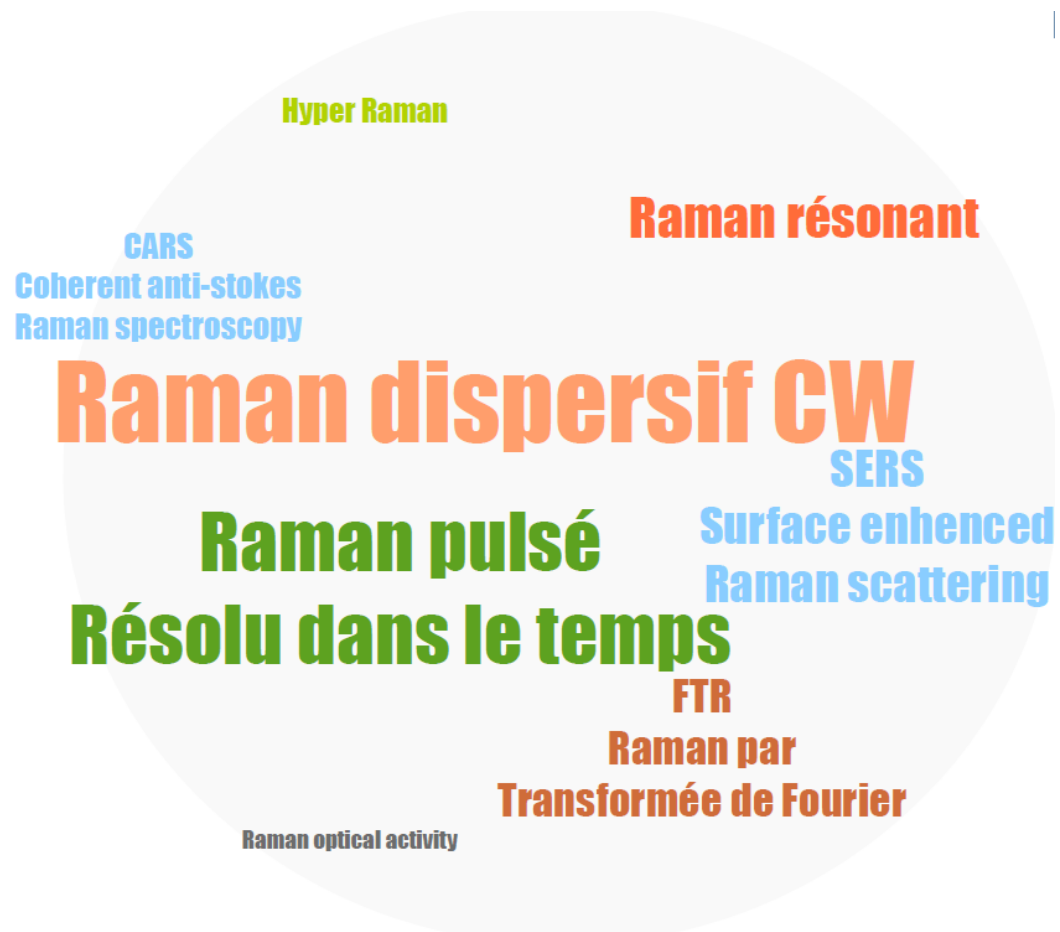 Hyper Raman
Raman résonant
CARS
Coherent anti-stokes
Raman spectroscopy
Raman dispersif CW
SERS
Surface enhenced
Raman scattering
Raman pulsé
Résolu dans le temps
FTR
Raman par
Transformée de Fourier
Raman optical activity